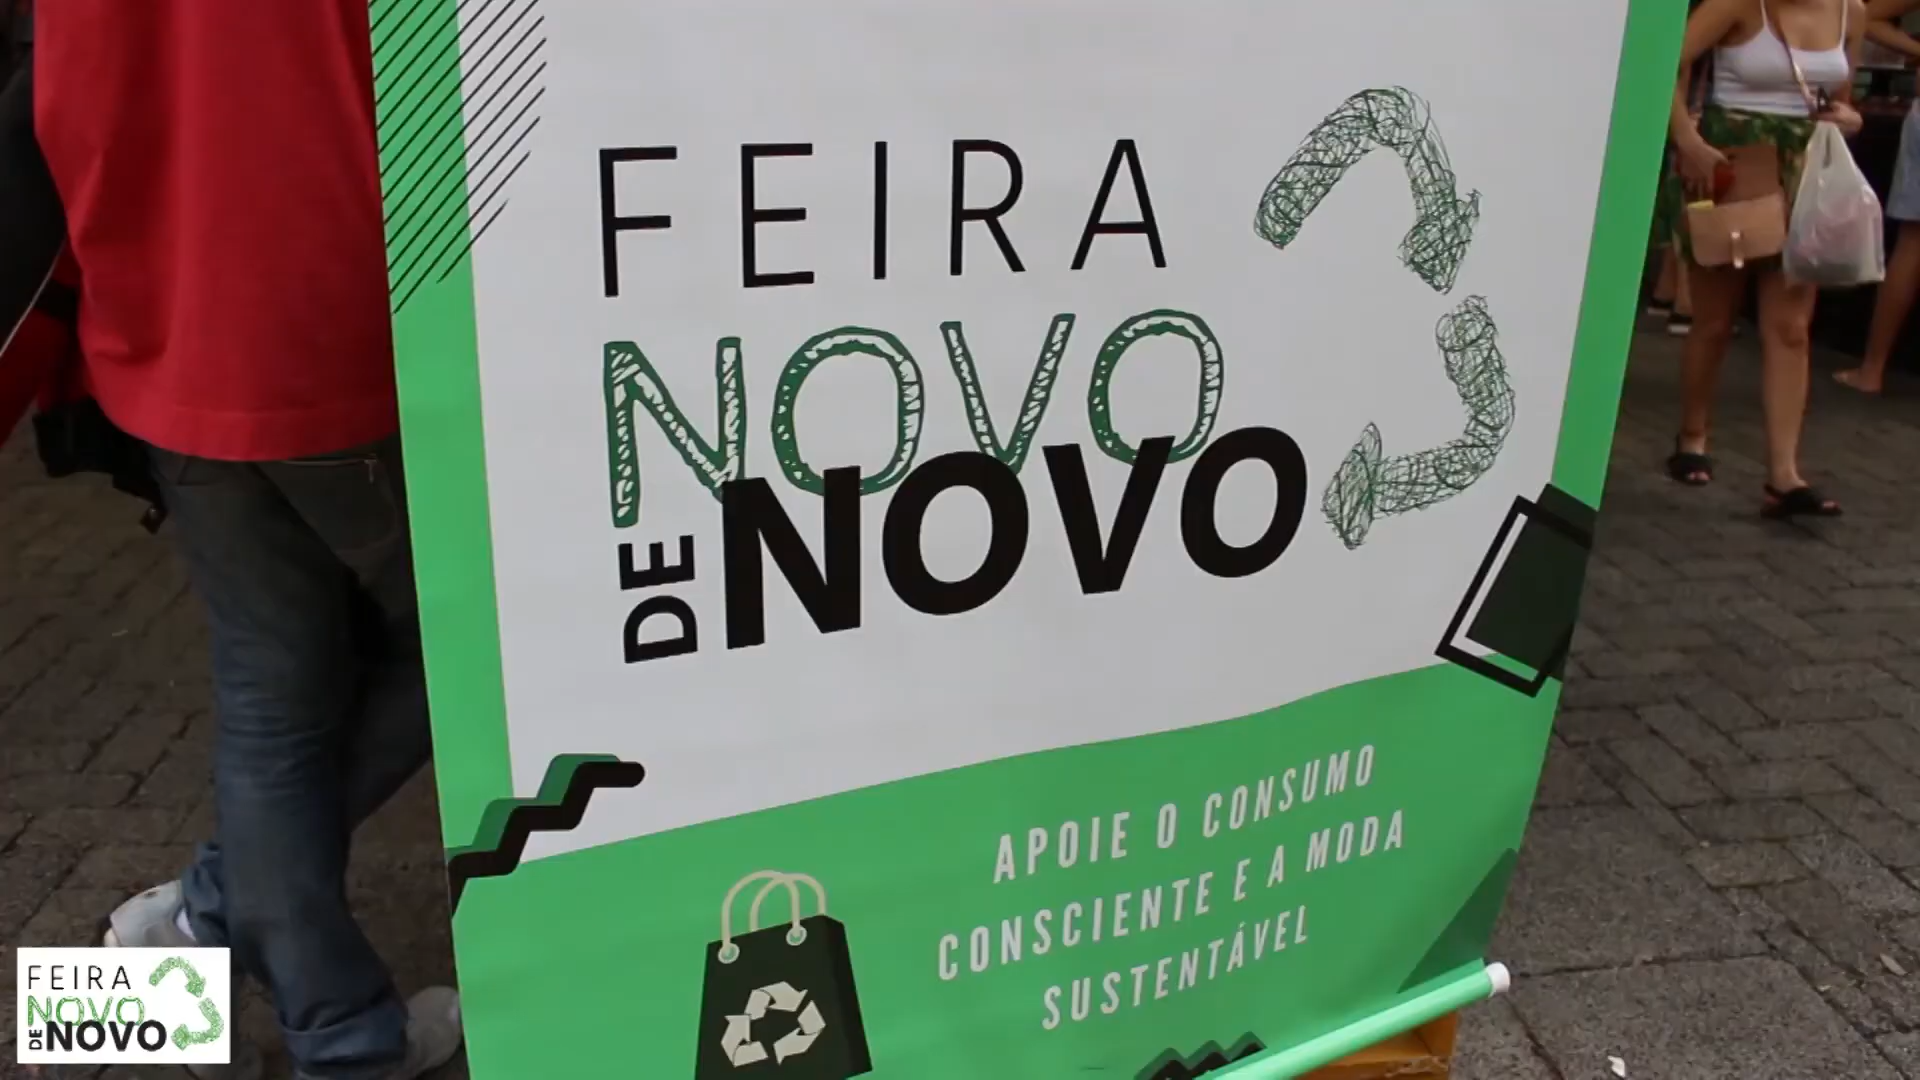 FEIRA
NOVO
DE NOVO
APOIE O CONSUMO
CONSCIENTE E A MODA
SUSTENTÁVEL
FEIRA
NOVO
DE NOVO